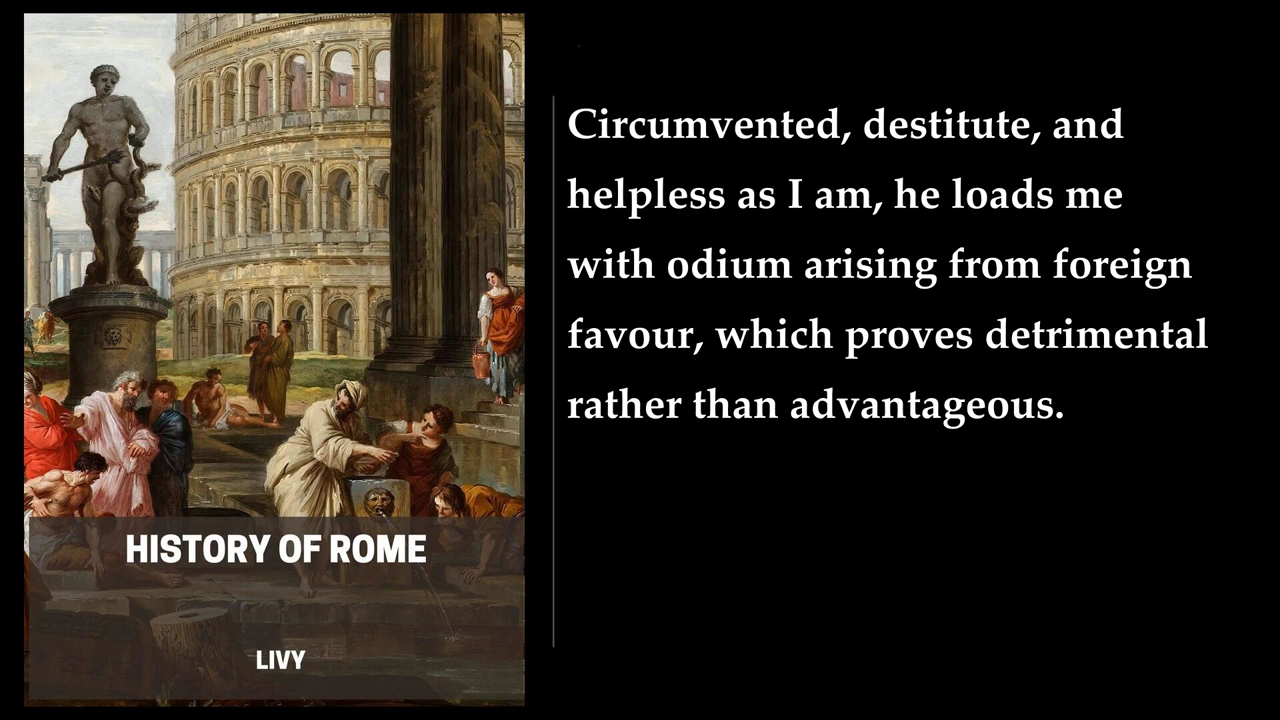 Circumvented, destitute, and
helpless as I am, he loads me
with odium arising from foreign
favour, which proves detrimental
rather than advantageous.
HISTORY OF ROME
LIVY